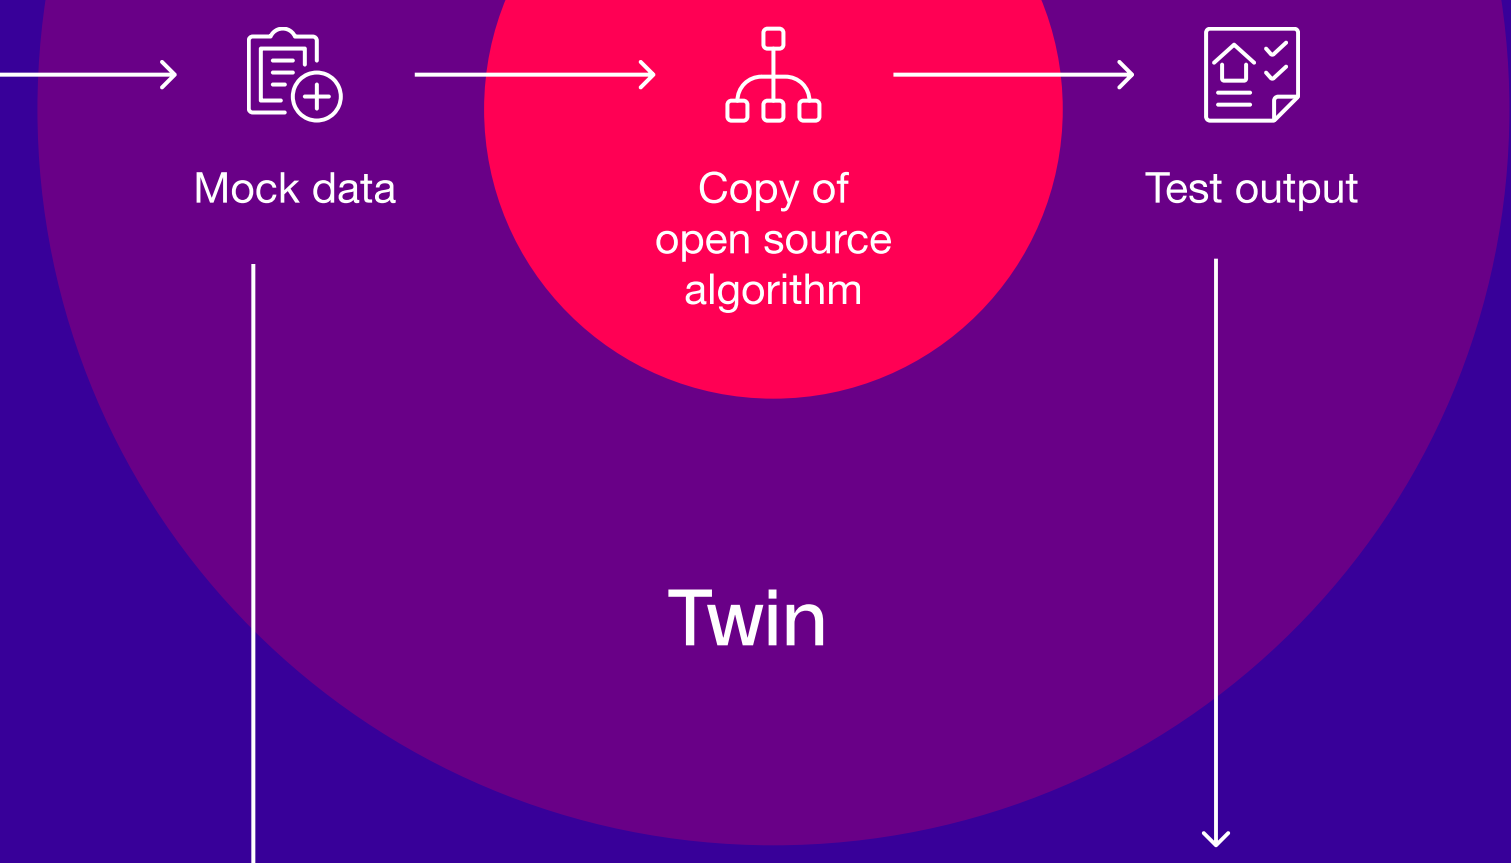 Mock data
Copy of
open source
algorithm
Test output
Twin